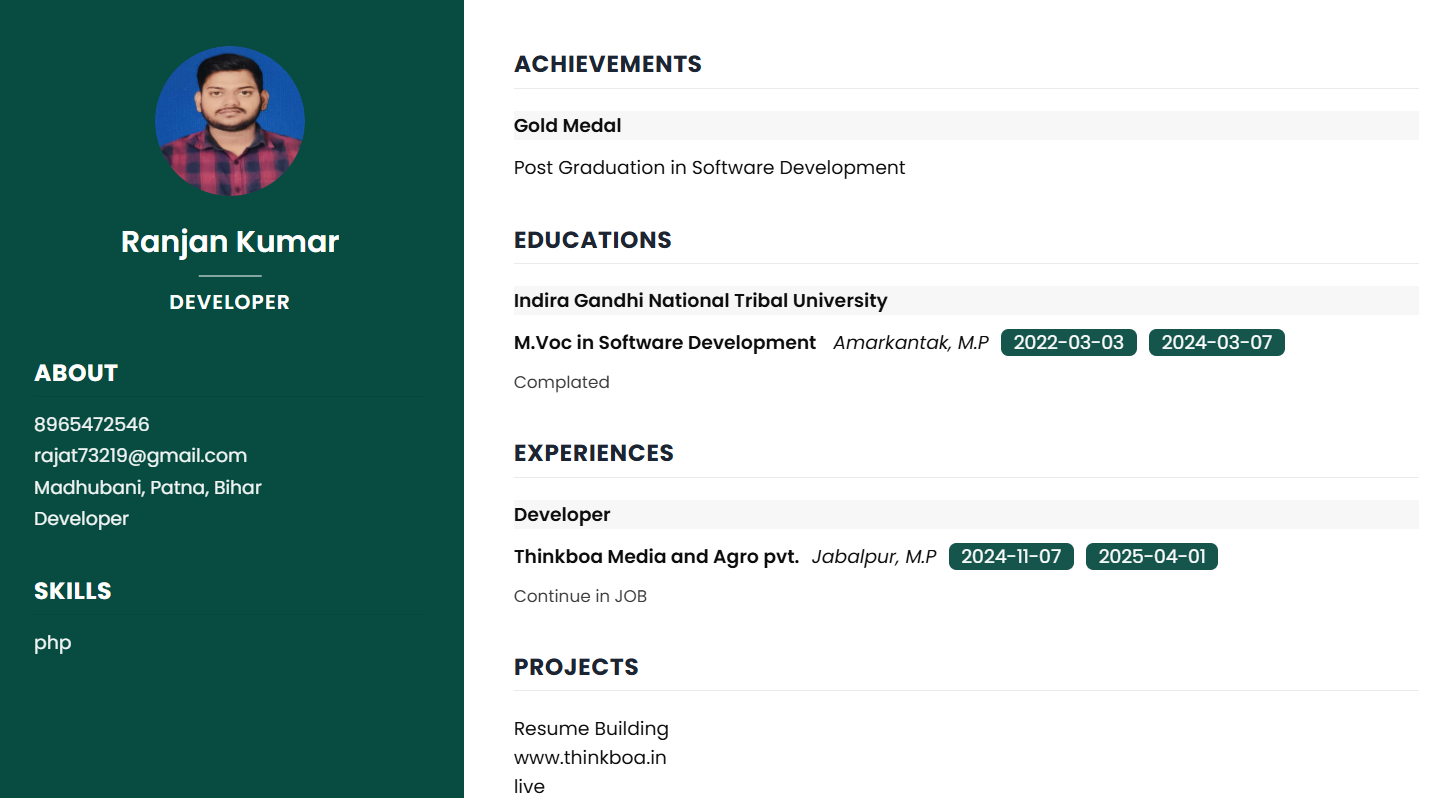 Ranjan Kumar
DEVELOPER
ABOUT
8965472546
rajat73219@gmail.com
Madhubani, Patna, Bihar
Developer
SKILLS
php
ACHIEVEMENTS
Gold Medal
Post Graduation in Software Development
EDUCATIONS
Indira Gandhi National Tribal University
M.Voc in Software Development Amarkantak, M.P 2022-03-03 2024-03-07
Complated
EXPERIENCES
Developer
Thinkboa Media and Agro pvt. Jabalpur, M.P 2024-11-07 2025-04-01
Continue in JOB
PROJECTS
Resume Building
www.thinkboa.in
live